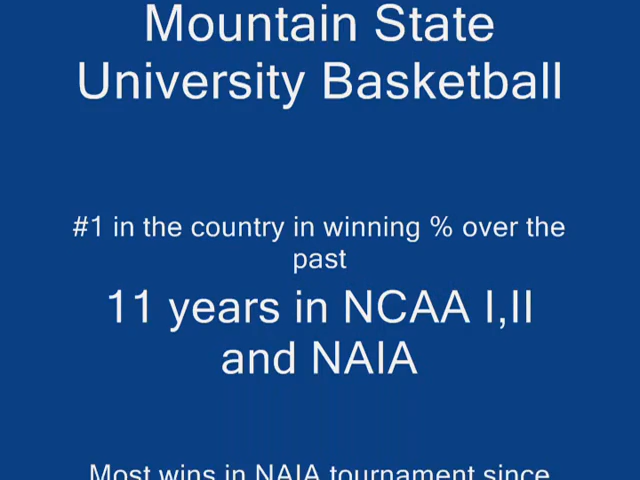 Mountain State
University Basketball
#1 in the country in winning % over the
past
11 years in NCAA I,II
and NAIA
Most wins in NAIA tournament since